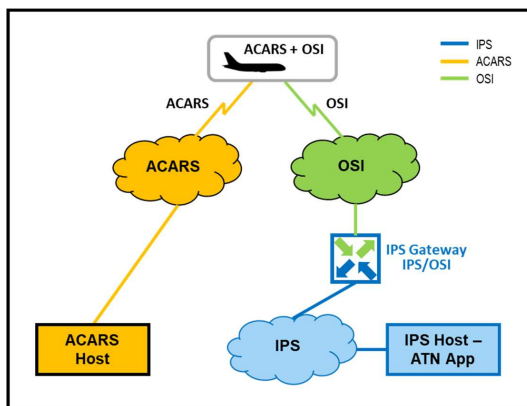 ACARS + OSI
IPS
ACARS
OSI
ACARS
OSI
ACARS
OSI
IPS Gateway
IPS/OSI
ACARS
Host
IPS
IPS Host –
ATN App